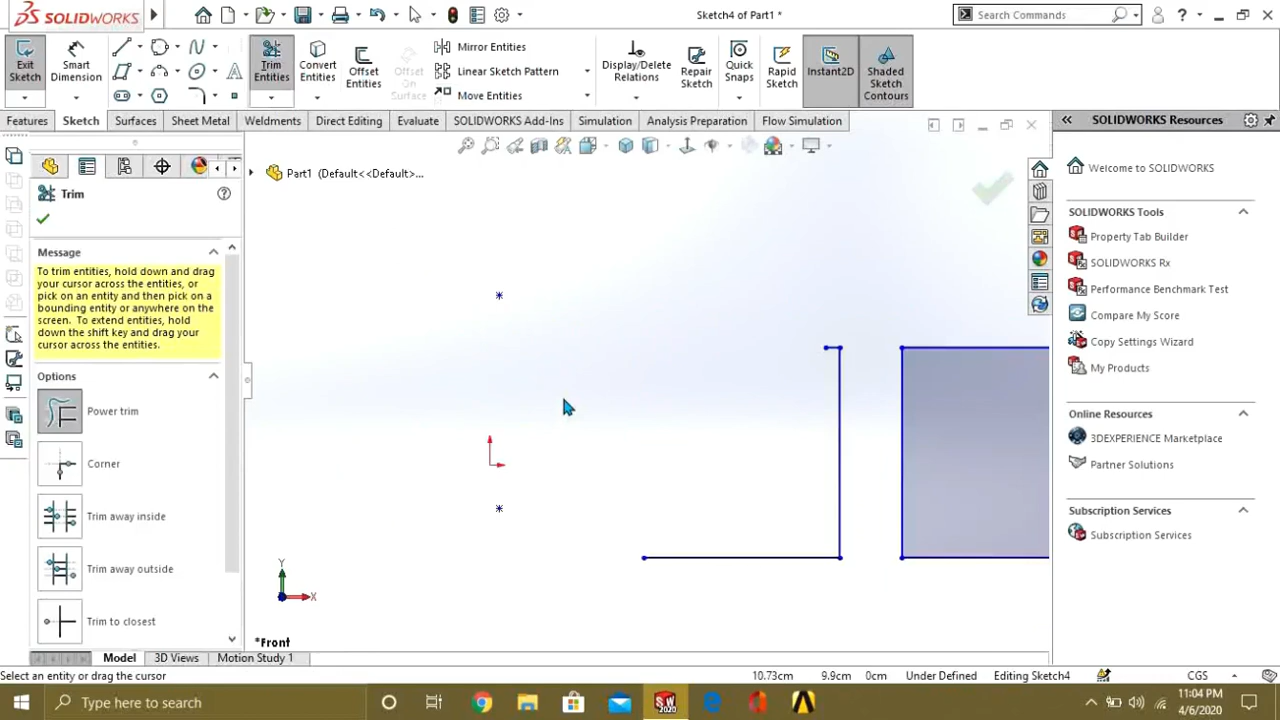 SOLIDWORKS
Sketch4 of Part1 *
Search Commands
?
Exit Sketch
Smart Dimension
Trim Entities
Convert Entities
Offset Entities
Offset On Surface
Mirror Entities
Linear Sketch Pattern
Move Entities
Display/Delete Relations
Repair Sketch
Quick Snaps
Rapid Sketch
Instant2D
Shaded Sketch Contours
Features
Sketch
Surfaces
Sheet Metal
Weldments
Direct Editing
Evaluate
SOLIDWORKS Add-Ins
Simulation
Analysis Preparation
Flow Simulation
SOLIDWORKS Resources
Part1 (Default<<Default>...
Trim
Message
To trim entities, hold down and drag
your cursor across the entities, or
pick on an entity and then pick on a
bounding entity or anywhere on the
screen. To extend entities, hold
down the shift key and drag your
cursor across the entities.
Options
Power trim
Corner
Trim away inside
Trim away outside
Trim to closest
Y
X
*Front
Welcome to SOLIDWORKS
SOLIDWORKS Tools
Property Tab Builder
SOLIDWORKS Rx
Performance Benchmark Test
Compare My Score
Copy Settings Wizard
My Products
Online Resources
3DEXPERIENCE Marketplace
Partner Solutions
Subscription Services
Subscription Services
Model
3D Views
Motion Study 1
Select an entity or drag the cursor
10.73cm
9.9cm
0cm
Under Defined
Editing Sketch4
CGS
Type here to search
SW
2020
11:04 PM
4/6/2020